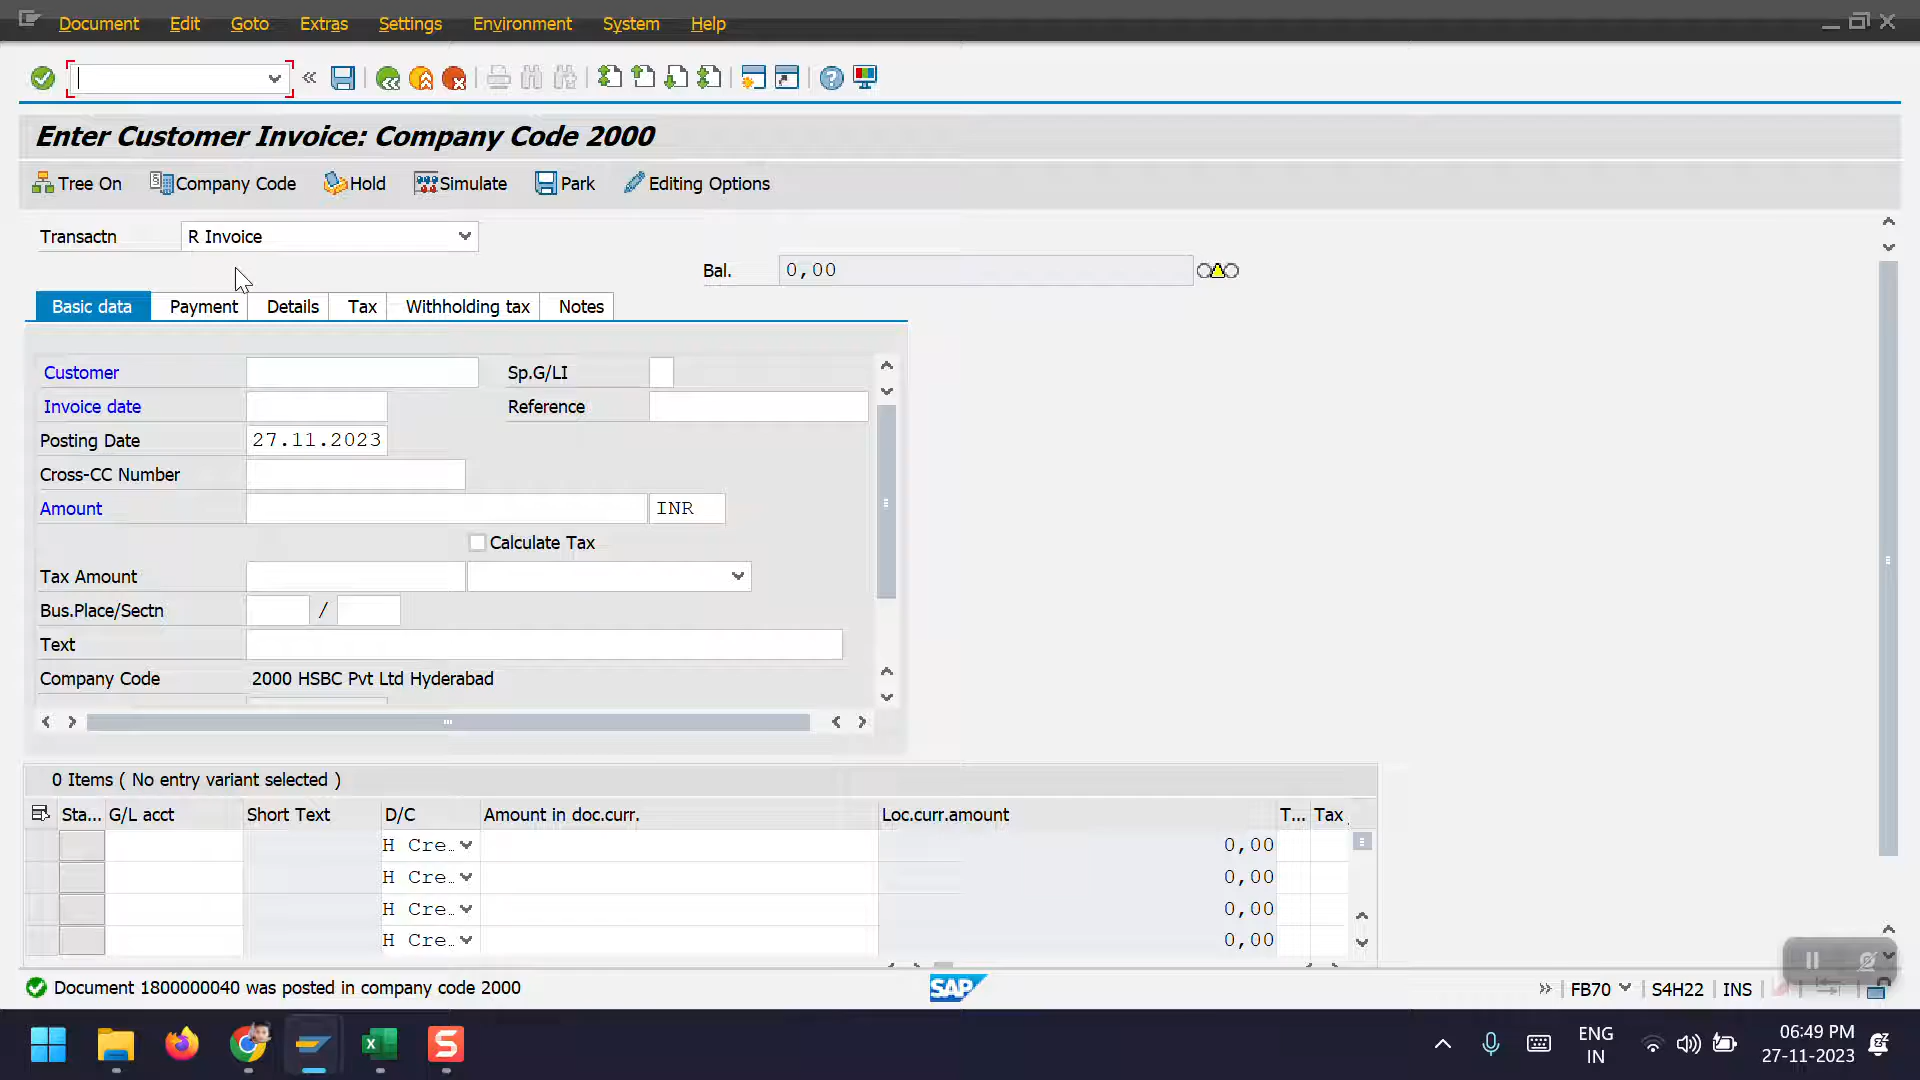 Document Edit Goto Extras Settings Environment System Help
Enter Customer Invoice: Company Code 2000
Tree On Company Code Hold Simulate Park Editing Options
Transactn R Invoice
Bal. 0,00
Basic data Payment Details Tax Withholding tax Notes
Customer Sp.G/LI
Invoice date Reference
Posting Date 27.11.2023
Cross-CC Number
Amount INR
Calculate Tax
Tax Amount
Bus.Place/Sectn /
Text
Company Code 2000 HSBC Pvt Ltd Hyderabad
0 Items ( No entry variant selected )
Sta... G/L acct Short Text D/C Amount in doc.curr. Loc.curr.amount T... Tax
H Cre… 0,00
H Cre… 0,00
H Cre… 0,00
H Cre… 0,00
Document 1800000040 was posted in company code 2000 SAP FB70 S4H22 INS
ENG 06:49 PM
IN 27-11-2023